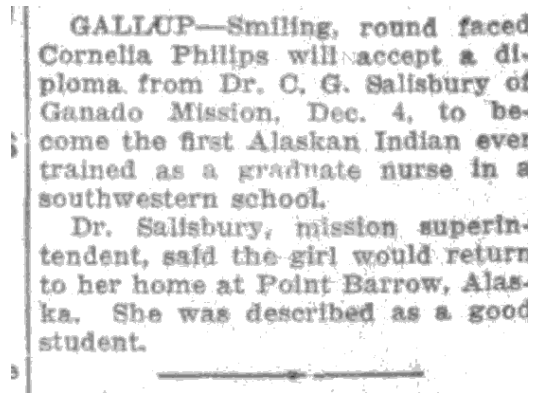 GALLUP—Smiling, round faced
Cornelia Philips will accept a di-
ploma from Dr. C. G. Salisbury of
Ganado Mission, Dec. 4, to be-
come the first Alaskan Indian ever
trained as a graduate nurse in a
southwestern school.
Dr. Salisbury, mission superin-
tendent, said the girl would return
to her home at Point Barrow, Alas-
ka. She was described as a good
student.